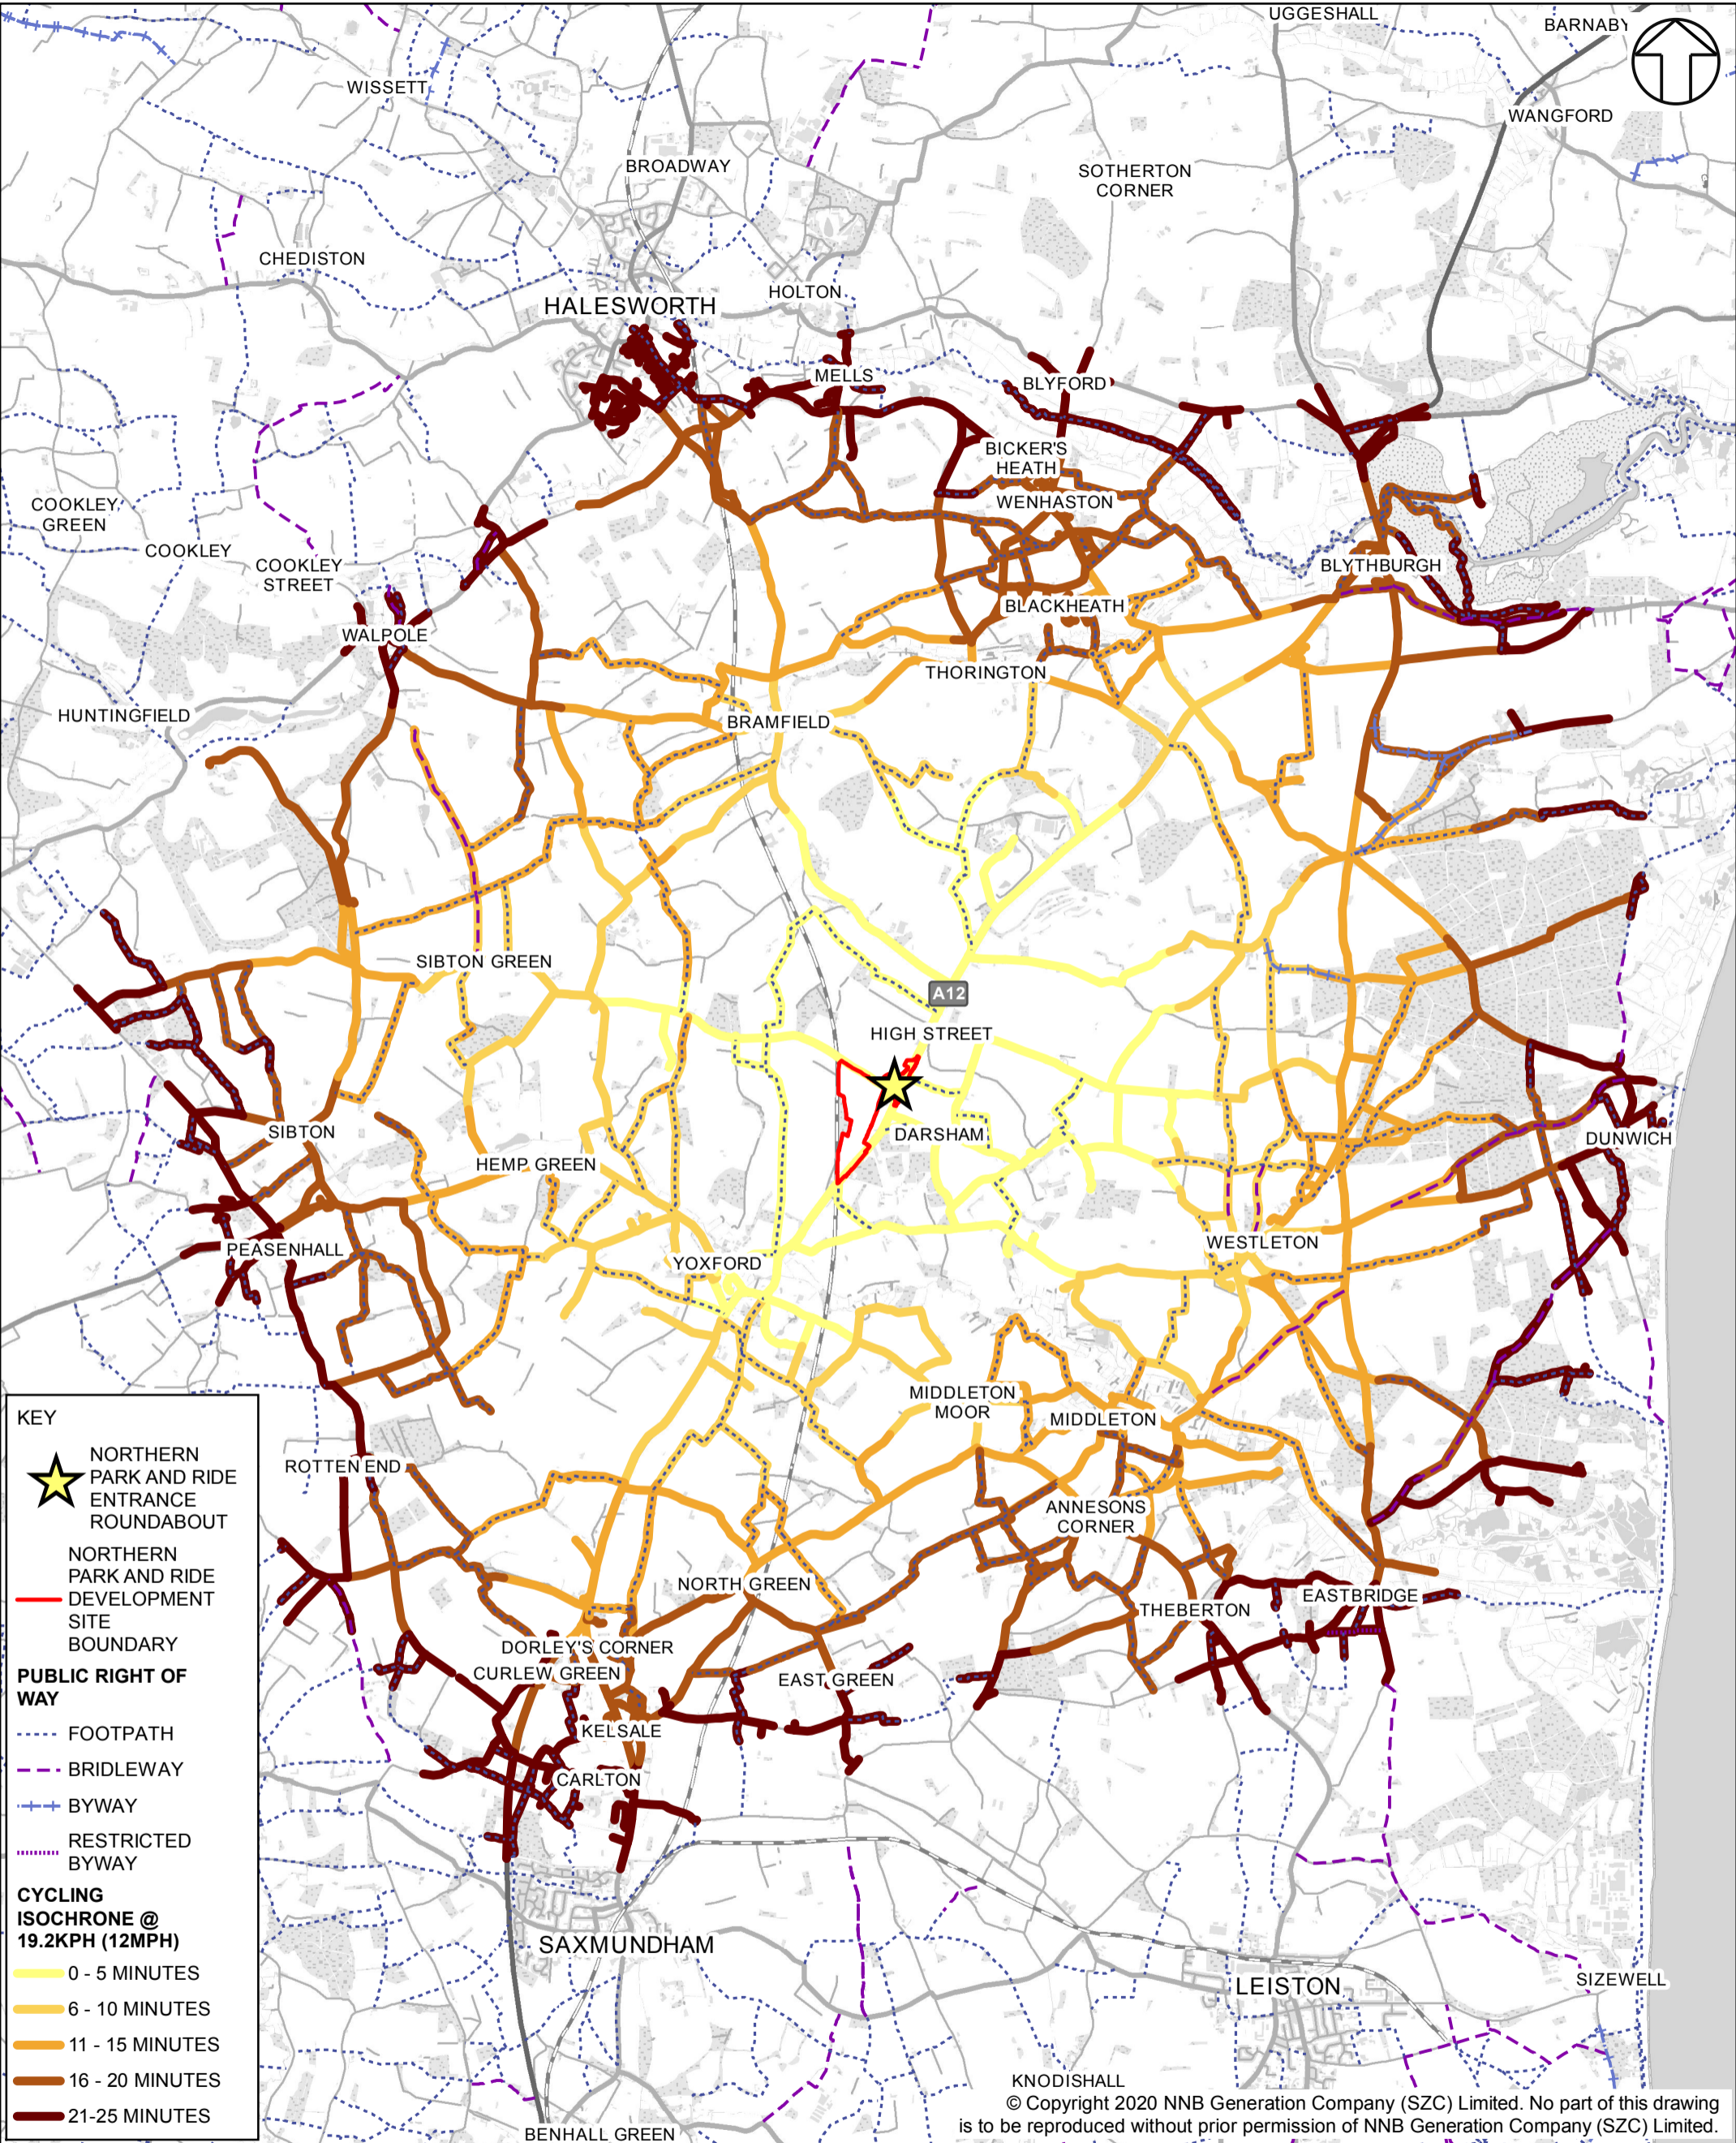 UGGESHALL
BARNABY
WISSETT
WANGFORD
BROADWAY
SOTHERTON
CORNER
CHEDISTON
HOLTON
HALESWORTH
MELLS
BLYFORD
BICKER'S
HEATH
WENHASTON
COOKLEY
GREEN
COOKLEY
COOKLEY
STREET
BLYTHBURGH
BLACKHEATH
WALPOLE
THORINGTON
HUNTINGFIELD
BRAMFIELD
SIBTON GREEN
A12
HIGH STREET
SIBTON
DARSHAM
DUNWICH
HEMP GREEN
PEASENHALL
YOXFORD
WESTLETON
MIDDLETON
MOOR
MIDDLETON
ROTTEN END
ANNESONS
CORNER
NORTH GREEN
THEBERTON
EASTBRIDGE
DORLEY'S CORNER
CURLEW GREEN
EAST GREEN
KELSALE
CARLTON
SAXMUNDHAM
LEISTON
SIZEWELL
KNODISHALL
BENHALL GREEN
KEY
NORTHERN
PARK AND RIDE
ENTRANCE
ROUNDABOUT
NORTHERN
PARK AND RIDE
DEVELOPMENT
SITE
BOUNDARY
PUBLIC RIGHT OF
WAY
FOOTPATH
BRIDLEWAY
BYWAY
RESTRICTED
BYWAY
CYCLING
ISOCHRONE @
19.2KPH (12MPH)
0 - 5 MINUTES
6 - 10 MINUTES
11 - 15 MINUTES
16 - 20 MINUTES
21-25 MINUTES
© Copyright 2020 NNB Generation Company (SZC) Limited. No part of this drawing
is to be reproduced without prior permission of NNB Generation Company (SZC) Limited.